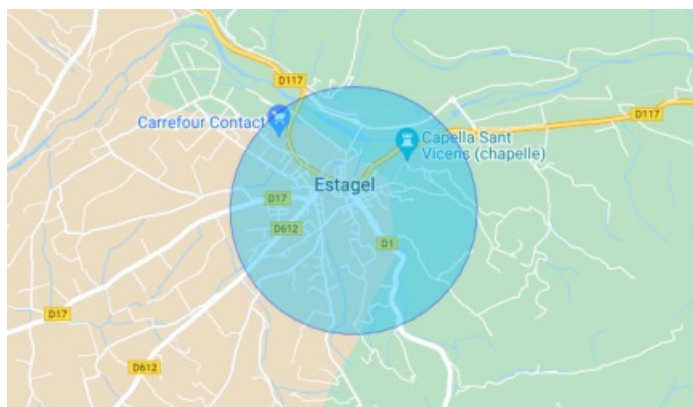 D117
Carrefour Contact
D117
Capella Sant
Vicens (chapelle)
Estagel
D17
D612
D1
D17
D612